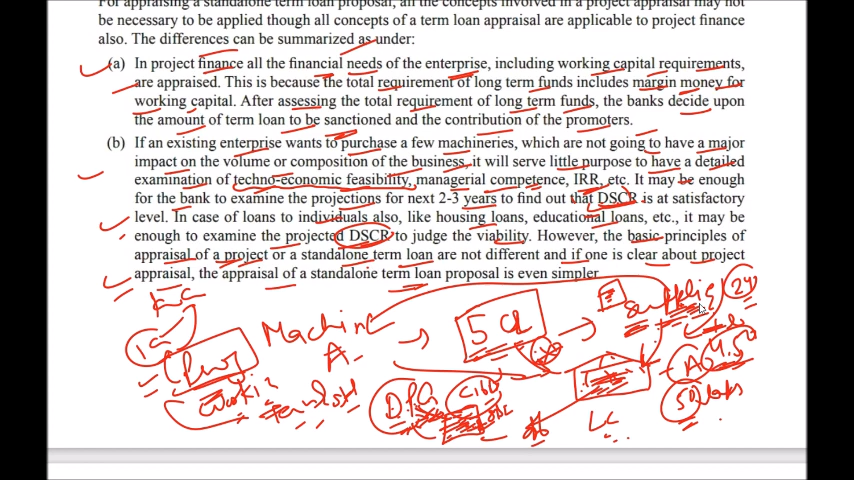 For appraising a standalone term loan proposal, all the concepts involved in a project appraisal may not
be necessary to be applied though all concepts of a term loan appraisal are applicable to project finance
also. The differences can be summarized as under:
(a) In project finance all the financial needs of the enterprise, including working capital requirements,
are appraised. This is because the total requirement of long term funds includes margin money for
working capital. After assessing the total requirement of long term funds, the banks decide upon
the amount of term loan to be sanctioned and the contribution of the promoters.
(b) If an existing enterprise wants to purchase a few machineries, which are not going to have a major
impact on the volume or composition of the business, it will serve little purpose to have a detailed
examination of techno-economic feasibility, managerial competence, IRR, etc. It may be enough
for the bank to examine the projections for next 2-3 years to find out that DSCR is at satisfactory
level. In case of loans to individuals also, like housing loans, educational loans, etc., it may be
enough to examine the projected DSCR to judge the viability. However, the basic principles of
appraisal of a project or a standalone term loan are not different and if one is clear about project
appraisal, the appraisal of a standalone term loan proposal is even simpler.
Machine
5 CR
A
DPG
LC
50